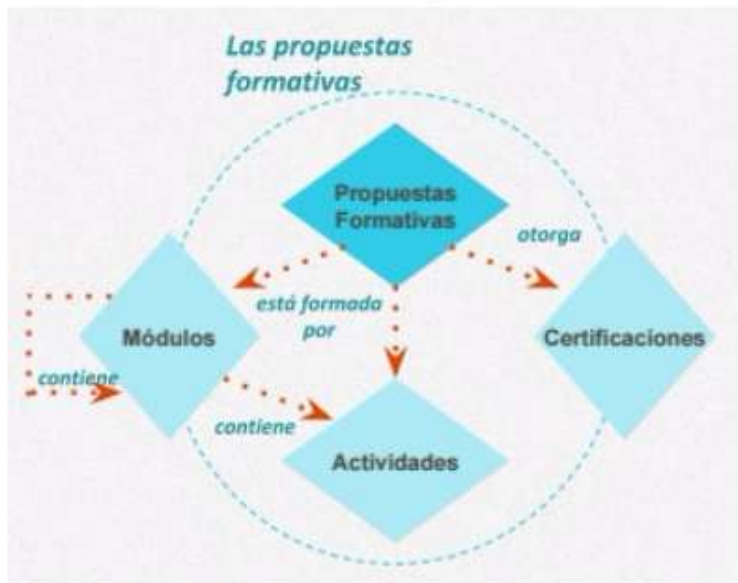 Las propuestas
formativas
Propuestas
Formativas
otorga
está formada
por
Módulos
Certificaciones
contiene
contiene
Actividades